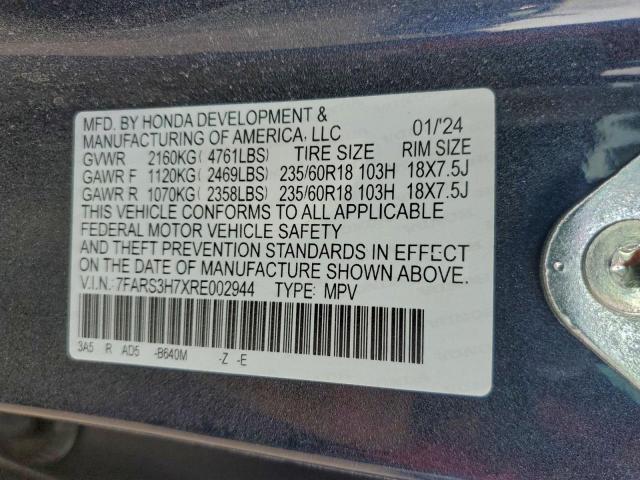 MFD. BY HONDA DEVELOPMENT & 01/'24
MANUFACTURING OF AMERICA, LLC
GVWR 2160KG( 4761LBS) TIRE SIZE RIM SIZE
GAWR F 1120KG( 2469LBS) 235/60R18 103H 18X7.5J
GAWR R 1070KG( 2358LBS) 235/60R18 103H 18X7.5J
THIS VEHICLE CONFORMS TO ALL APPLICABLE
FEDERAL MOTOR VEHICLE SAFETY
AND THEFT PREVENTION STANDARDS IN EFFECT
ON THE DATE OF MANUFACTURE SHOWN ABOVE.
V.I.N.: 7FARS3H7XRE002944 TYPE: MPV
3A5 R AD5 -B640M -Z -E